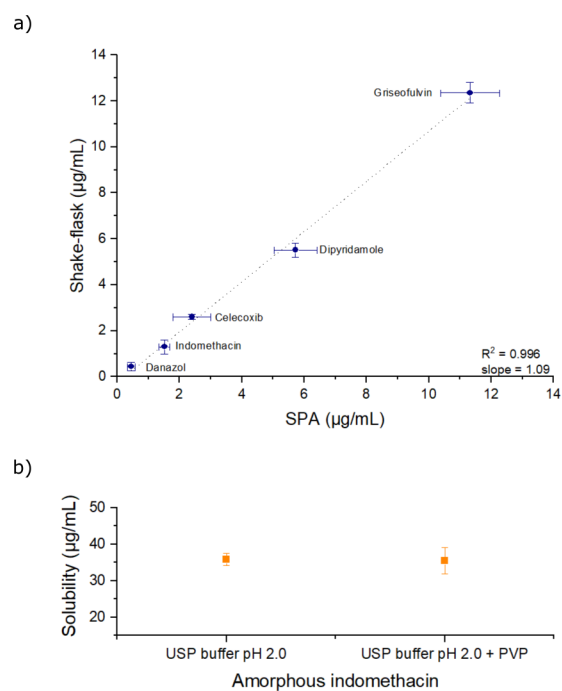 a)
14
12
10
8
6
4
2
0
Shake-flask (µg/mL)
Griseofulvin
Dipyridamole
Celecoxib
Indomethacin
Danazol
R² = 0.996
slope = 1.09
0 2 4 6 8 10 12 14
SPA (µg/mL)
b)
50
40
30
20
Solubility (µg/mL)
USP buffer pH 2.0 USP buffer pH 2.0 + PVP
Amorphous indomethacin